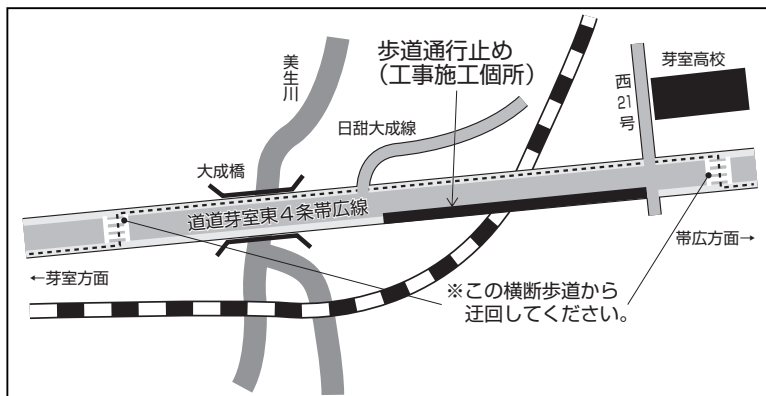 美生川
歩道通行止め
（工事施工個所）
西21号
芽室高校
日甜大成線
大成橋
道道芽室東４条帯広線
帯広方面→
←芽室方面
※この横断歩道から
迂回してください。